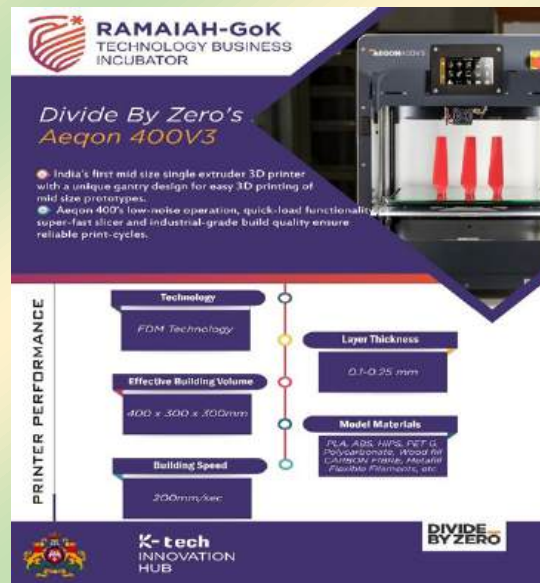 RAMAIAH-GoK
TECHNOLOGY BUSINESS
INCUBATOR
AEQON400V3
Divide By Zero's
Aeqon 400V3
India's first mid size single extruder 3D printer
with a unique gantry design for easy 3D printing of
mid size prototypes.
Aeqon 400's low-noise operation, quick-load functionality,
super-fast slicer and industrial-grade build quality ensure
reliable print-cycles.
PRINTER PERFORMANCE
Technology
FDM Technology
Layer Thickness
0.1-0.25 mm
Effective Building Volume
400 x 300 x 300mm
Model Materials
PLA, ABS, HIPS, PET G,
Polycarbonate, Wood fill
CARBON FIBRE, Metalfill
Flexible Filaments, etc
Building Speed
200mm/sec
K-tech
INNOVATION
HUB
DIVIDE
BY ZERO